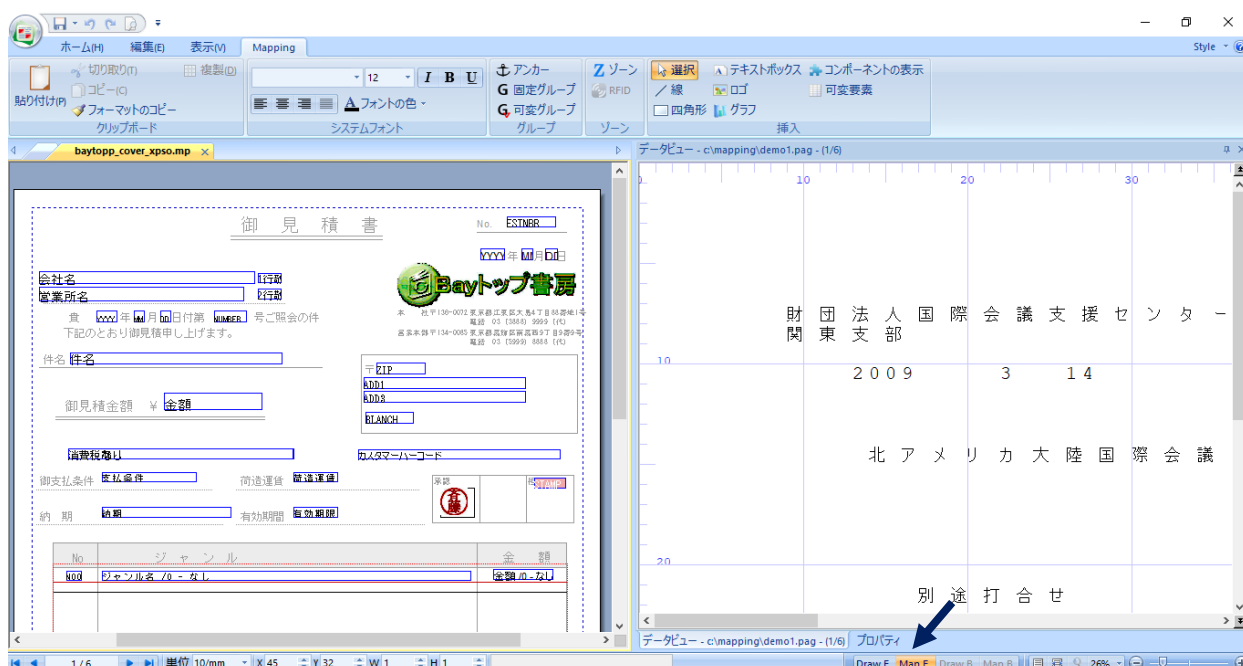 ホーム(H) 編集(E) 表示(V) Mapping Style
切り取り(T) 複製(D)
コピー(C)
貼り付け(P)
フォーマットのコピー
クリップボード
12 I B U
フォントの色
システムフォント
アンカー
G 固定グループ
G 可変グループ
グループ
Z ゾーン
RFID
ゾーン
選択 テキストボックス コンポーネントの表示
線 ロゴ 可変要素
四角形 グラフ
挿入
baytopp_cover_xpso.mp
御 見 積 書
No. ESTNBR
YYYY 年 MM 月 DD 日
会社名
営業所名
Bayトップ書房
貴 年 月 日付第 NUMBER 号ご照会の件
下記のとおり御見積申し上げます。
件名 件名
〒 ZIP
ADD1
BLANCH
御見積金額 ¥ 金額
カスタマーバーコード
御支払条件 支払条件 荷造運賃 荷造運賃
納 期 納期 有効期間 有効期限
承認
STAMP
No ジ ャ ン ル 金 額
NOO ジャンル名 /0 - なし 金額 /0 - なし
データビュー - c:\mapping\demo1.pag - (1/6)
10 20 30
財 団 法 人 国 際 会 議 支 援 セ ン タ ー
関 東 支 部
10
2009 3 14
北 ア メ リ カ 大 陸 国 際 会 議
20
別 途 打 合 せ
データビュー - c:\mapping\demo1.pag - (1/6) プロパティ
1/6 単位 10/mm X 45 Y 32 W 1 H 1 Draw F Map F Draw B Map B 26%